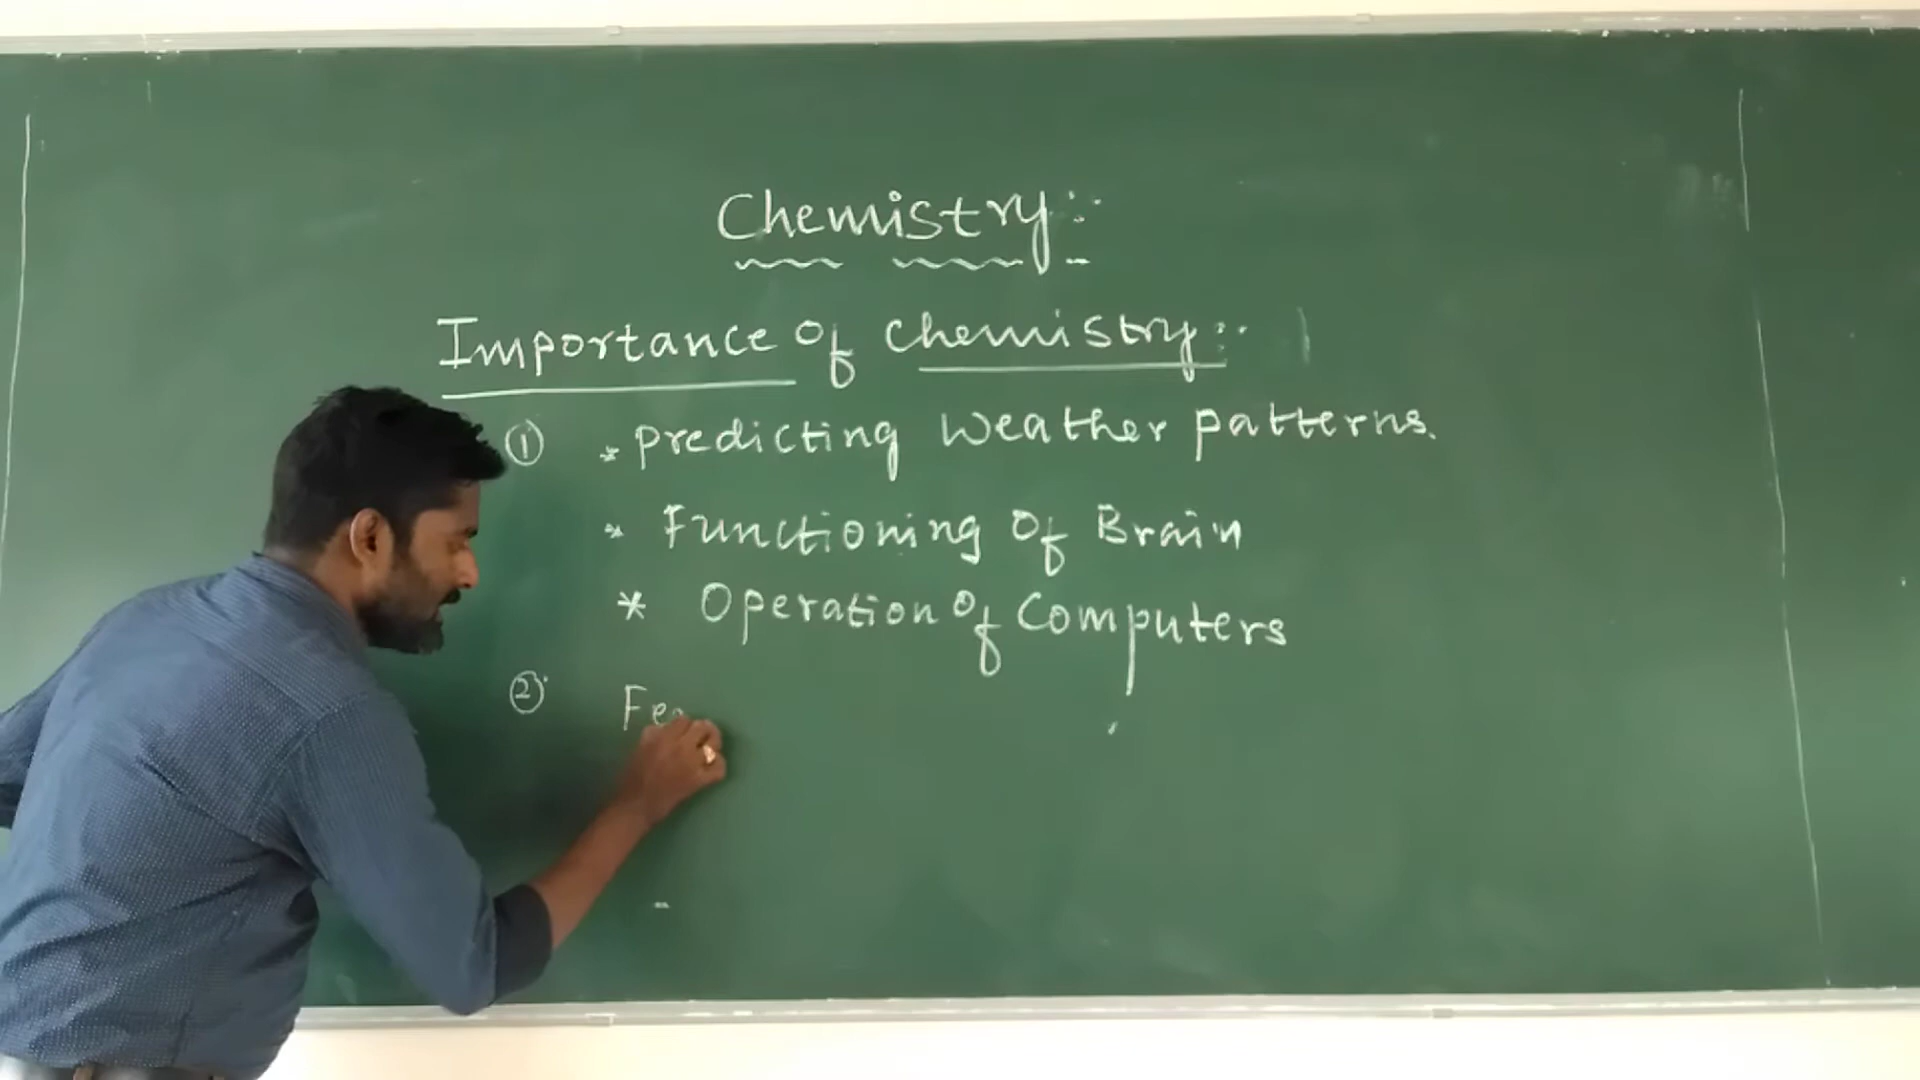 Chemistry:-
Importance of chemistry:-
① * Predicting Weather patterns.
* Functioning of Brain
* Operation of Computers
② Fe